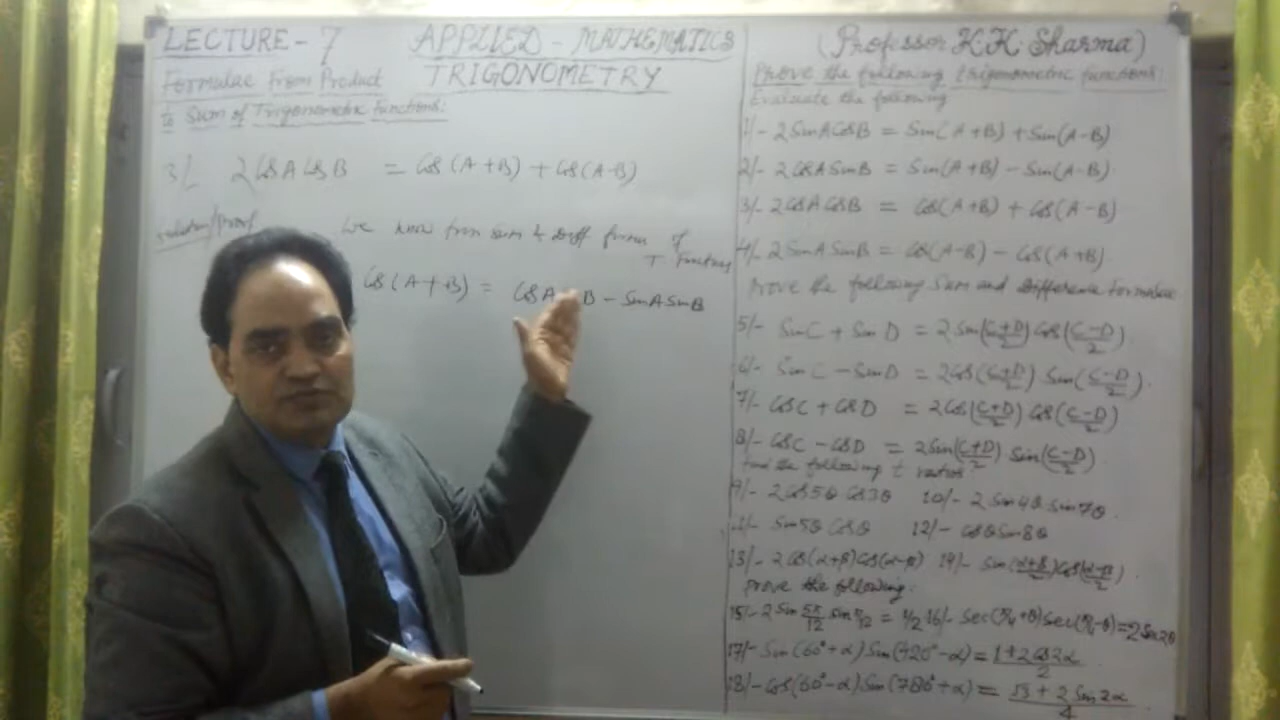 LECTURE - 7 APPLIED - MATHEMATICS
Formulae From Product TRIGONOMETRY
to Sum of Trigonometric Functions:
3/- 2 Cos A Cos B = Cos (A+B) + Cos (A-B)
Solution/Proof We know from sum & Diff forms of
T Functions
Cos (A+B) = Cos A B - Sin A Sin B
(Professor K K Sharma)
Prove the following trigonometric functions:
Evaluate the following
1/- 2 Sin A Cos B = Sin (A+B) + Sin (A-B)
2/- 2 Cos A Sin B = Sin (A+B) - Sin (A-B)
3/- 2 Cos A Cos B = Cos (A+B) + Cos (A-B)
4/- 2 Sin A Sin B = Cos (A-B) - Cos (A+B)
Prove the following Sum and Difference Formulae
5/- Sin C + Sin D = 2 Sin (C+D/2) Cos (C-D/2)
6/- Sin C - Sin D = 2 Cos (C+D/2) Sin (C-D/2).
7/- Cos C + Cos D = 2 Cos (C+D/2) Cos (C-D/2)
8/- Cos C - Cos D = 2 Sin (C+D/2) Sin (C-D/2)
find the following t ratios
9/- 2 Cos 5θ Cos 3θ 10/- 2 Sin 4θ Sin 7θ.
11/- Sin 5θ Cos θ 12/- Cos θ Sin 8θ
13/- 2 Cos (α+β) Cos (α-β) 14/- Sin (α+β/2) Cos (α-β/2)
Prove the following:
15/- 2 Sin 5π/12 Sin π/12 = 1/2 16/- Sec (π/4 + θ) Sec (π/4 - θ) = 2 Sec 2θ
17/- Sin (60° + α) Sin (420° - α) = 1 + 2 Cos 2α / 2
18/- Cos (60° - α) Sin (780° + α) = √3 + 2 Sin 2α / 4